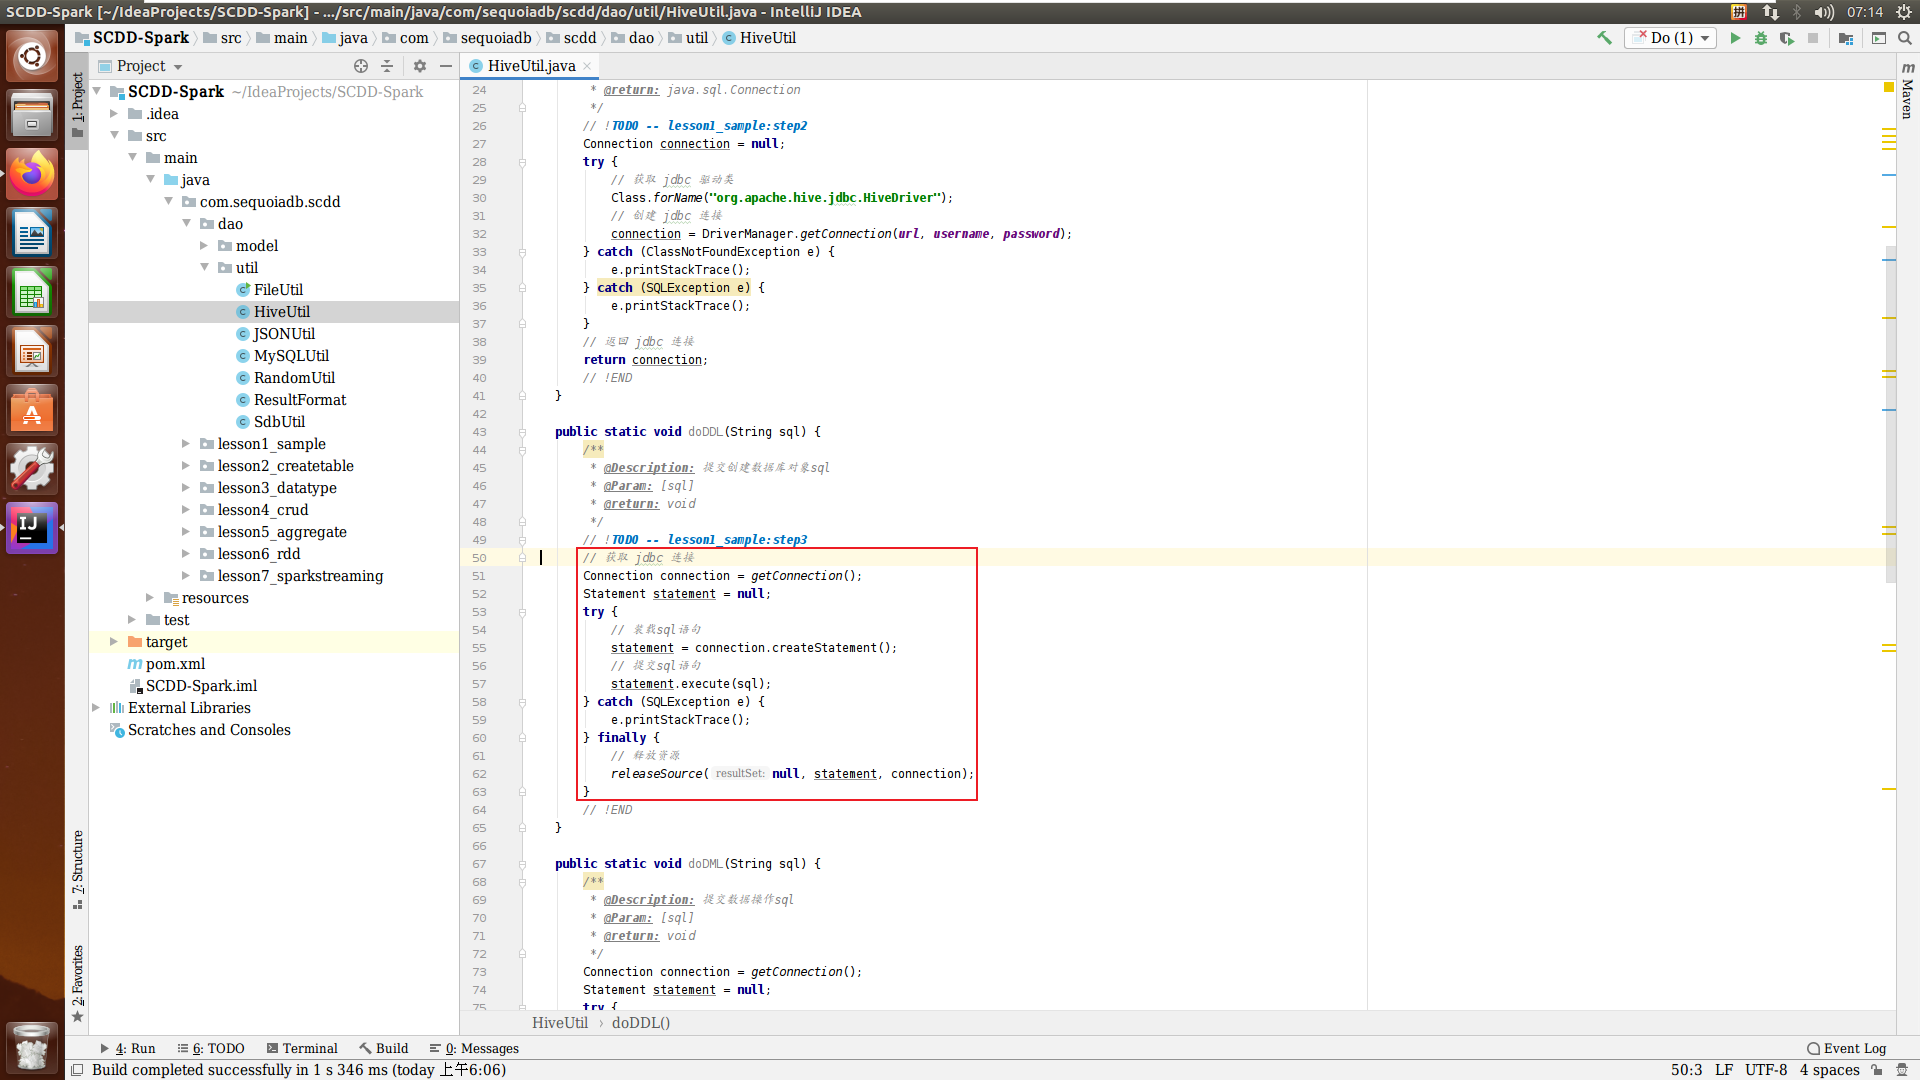 SCDD-Spark [~/IdeaProjects/SCDD-Spark] - .../src/main/java/com/sequoiadb/scdd/dao/util/HiveUtil.java - IntelliJ IDEA
拼
07:14
SCDD-Spark
src
main
java
com
sequoiadb
scdd
dao
util
HiveUtil
Do (1)
Project
HiveUtil.java
1: Project
SCDD-Spark ~/IdeaProjects/SCDD-Spark
.idea
src
main
java
com.sequoiadb.scdd
dao
model
util
FileUtil
HiveUtil
JSONUtil
MySQLUtil
RandomUtil
ResultFormat
SdbUtil
lesson1_sample
lesson2_createtable
lesson3_datatype
lesson4_crud
lesson5_aggregate
lesson6_rdd
lesson7_sparkstreaming
resources
test
target
pom.xml
SCDD-Spark.iml
External Libraries
Scratches and Consoles
7: Structure
2: Favorites
24 * @return: java.sql.Connection
25 */
26 // !TODO -- lesson1_sample:step2
27 Connection connection = null;
28 try {
29 // 获取 jdbc 驱动类
30 Class.forName("org.apache.hive.jdbc.HiveDriver");
31 // 创建 jdbc 连接
32 connection = DriverManager.getConnection(url, username, password);
33 } catch (ClassNotFoundException e) {
34 e.printStackTrace();
35 } catch (SQLException e) {
36 e.printStackTrace();
37 }
38 // 返回 jdbc 连接
39 return connection;
40 // !END
41 }
42
43 public static void doDDL(String sql) {
44 /**
45 * @Description: 提交创建数据库对象sql
46 * @Param: [sql]
47 * @return: void
48 */
49 // !TODO -- lesson1_sample:step3
50 // 获取 jdbc 连接
51 Connection connection = getConnection();
52 Statement statement = null;
53 try {
54 // 装载sql语句
55 statement = connection.createStatement();
56 // 提交sql语句
57 statement.execute(sql);
58 } catch (SQLException e) {
59 e.printStackTrace();
60 } finally {
61 // 释放资源
62 releaseSource( resultSet: null, statement, connection);
63 }
64 // !END
65 }
66
67 public static void doDML(String sql) {
68 /**
69 * @Description: 提交数据操作sql
70 * @Param: [sql]
71 * @return: void
72 */
73 Connection connection = getConnection();
74 Statement statement = null;
75 try {
HiveUtil › doDDL()
m Maven
4: Run
6: TODO
Terminal
Build
0: Messages
Event Log
Build completed successfully in 1 s 346 ms (today 上午6:06)
50:3 LF UTF-8 4 spaces